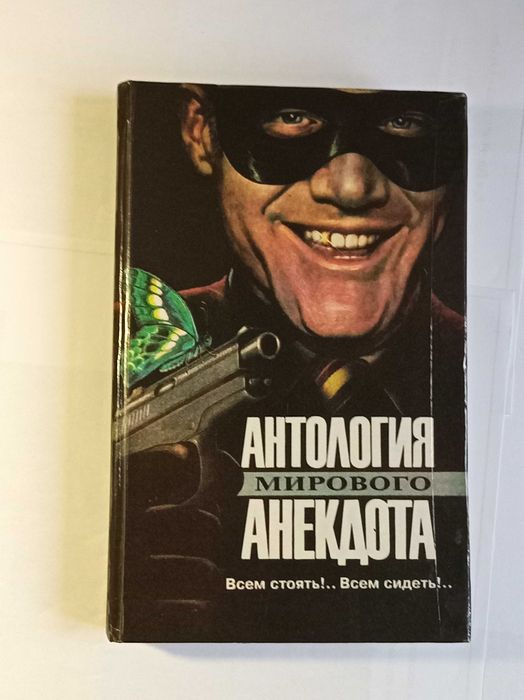 АНТОЛОГИЯ
МИРОВОГО
АНЕКДОТА
Всем стоять!.. Всем сидеть!..